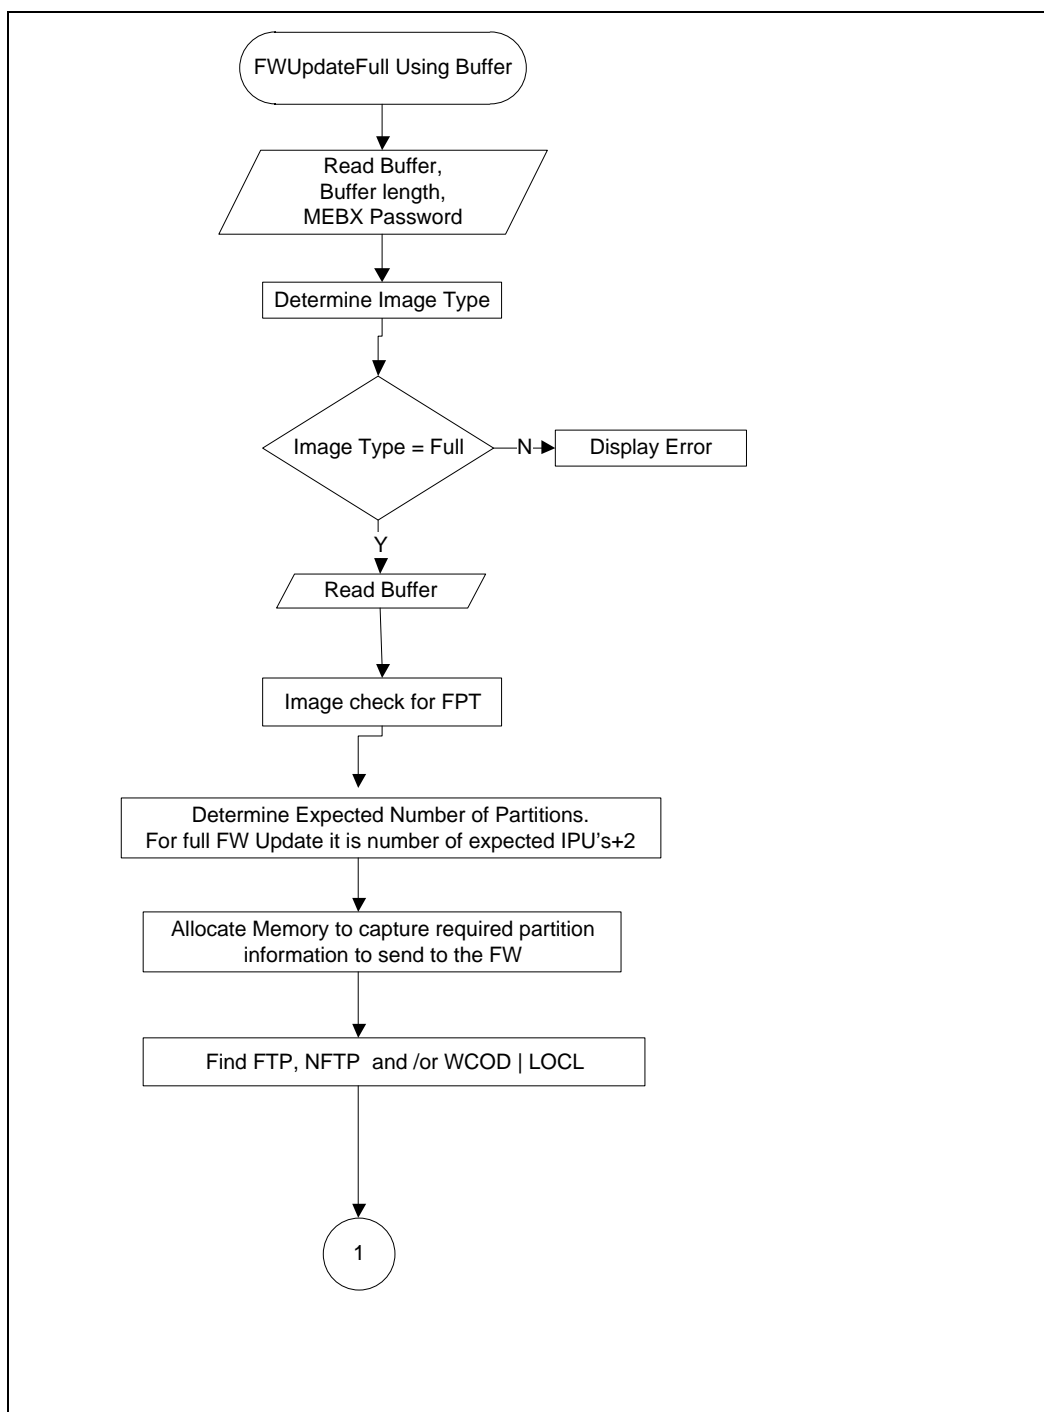 FWUpdateFull Using Buffer
Read Buffer,
Buffer length,
MEBX Password
Determine Image Type
Image Type = Full
N
Display Error
Y
Read Buffer
Image check for FPT
Determine Expected Number of Partitions.
For full FW Update it is number of expected IPU’s+2
Allocate Memory to capture required partition
information to send to the FW
Find FTP, NFTP and /or WCOD | LOCL
1